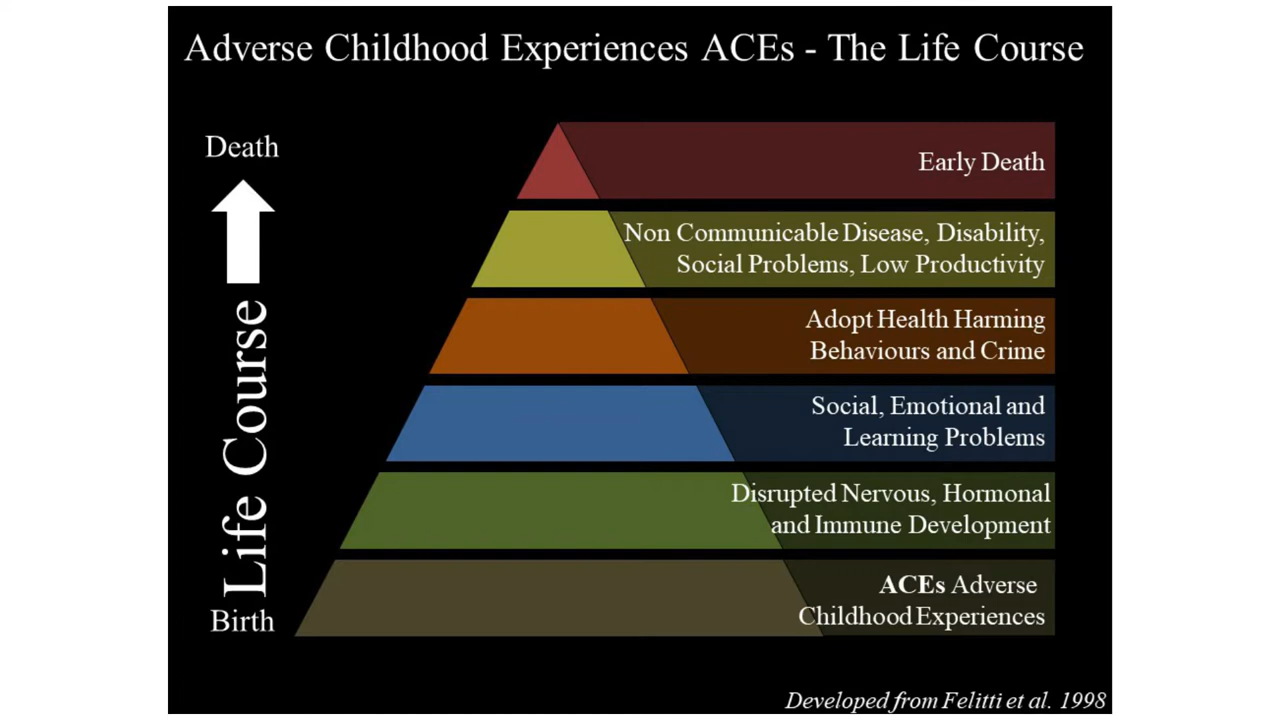 Adverse Childhood Experiences ACEs - The Life Course
Death
Life Course
Birth
Early Death
Non Communicable Disease, Disability,
Social Problems, Low Productivity
Adopt Health Harming
Behaviours and Crime
Social, Emotional and
Learning Problems
Disrupted Nervous, Hormonal
and Immune Development
ACEs Adverse
Childhood Experiences
Developed from Felitti et al. 1998